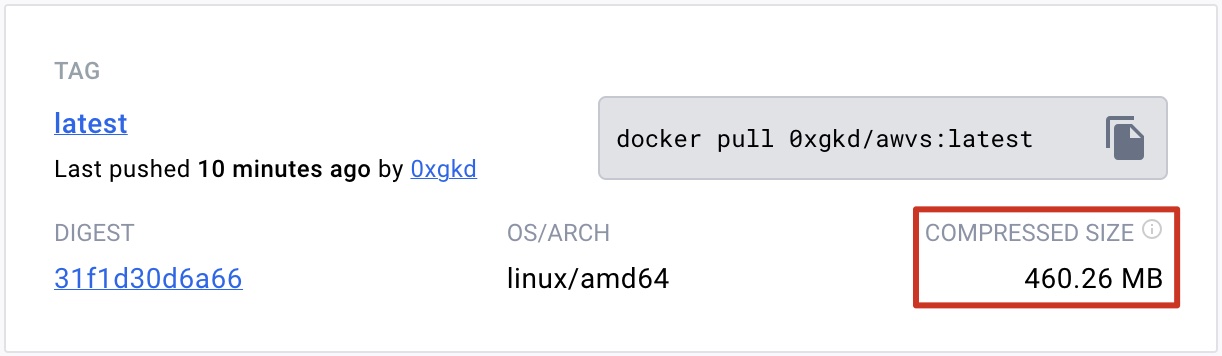 TAG
latest
docker pull 0xgkd/awvs:latest
Last pushed 10 minutes ago by 0xgkd
DIGEST
OS/ARCH
COMPRESSED SIZE
31f1d30d6a66
linux/amd64
460.26 MB